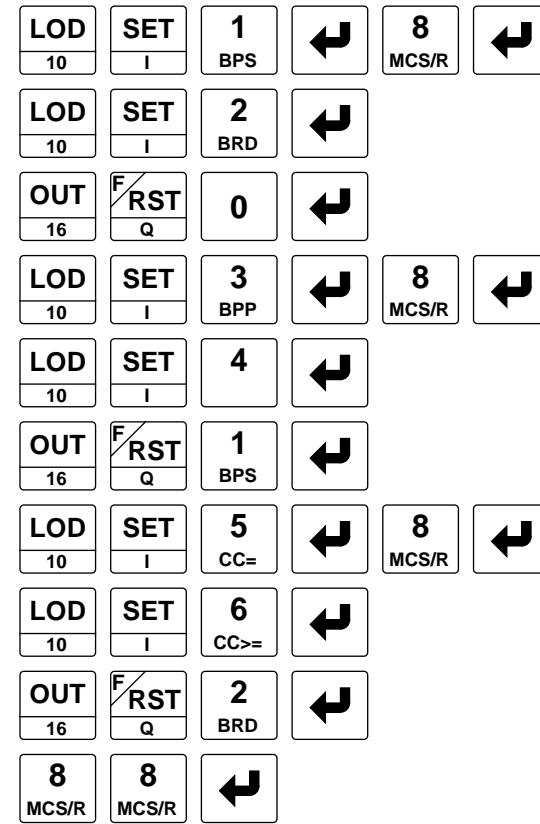 LOD SET 1 8
10 I BPS MCS/R
LOD SET 2
10 I BRD
OUT F/RST 0
16 Q
LOD SET 3 8
10 I BPP MCS/R
LOD SET 4
10 I
OUT F/RST 1
16 Q BPS
LOD SET 5 8
10 I CC= MCS/R
LOD SET 6
10 I CC>=
OUT F/RST 2
16 Q BRD
8 8
MCS/R MCS/R